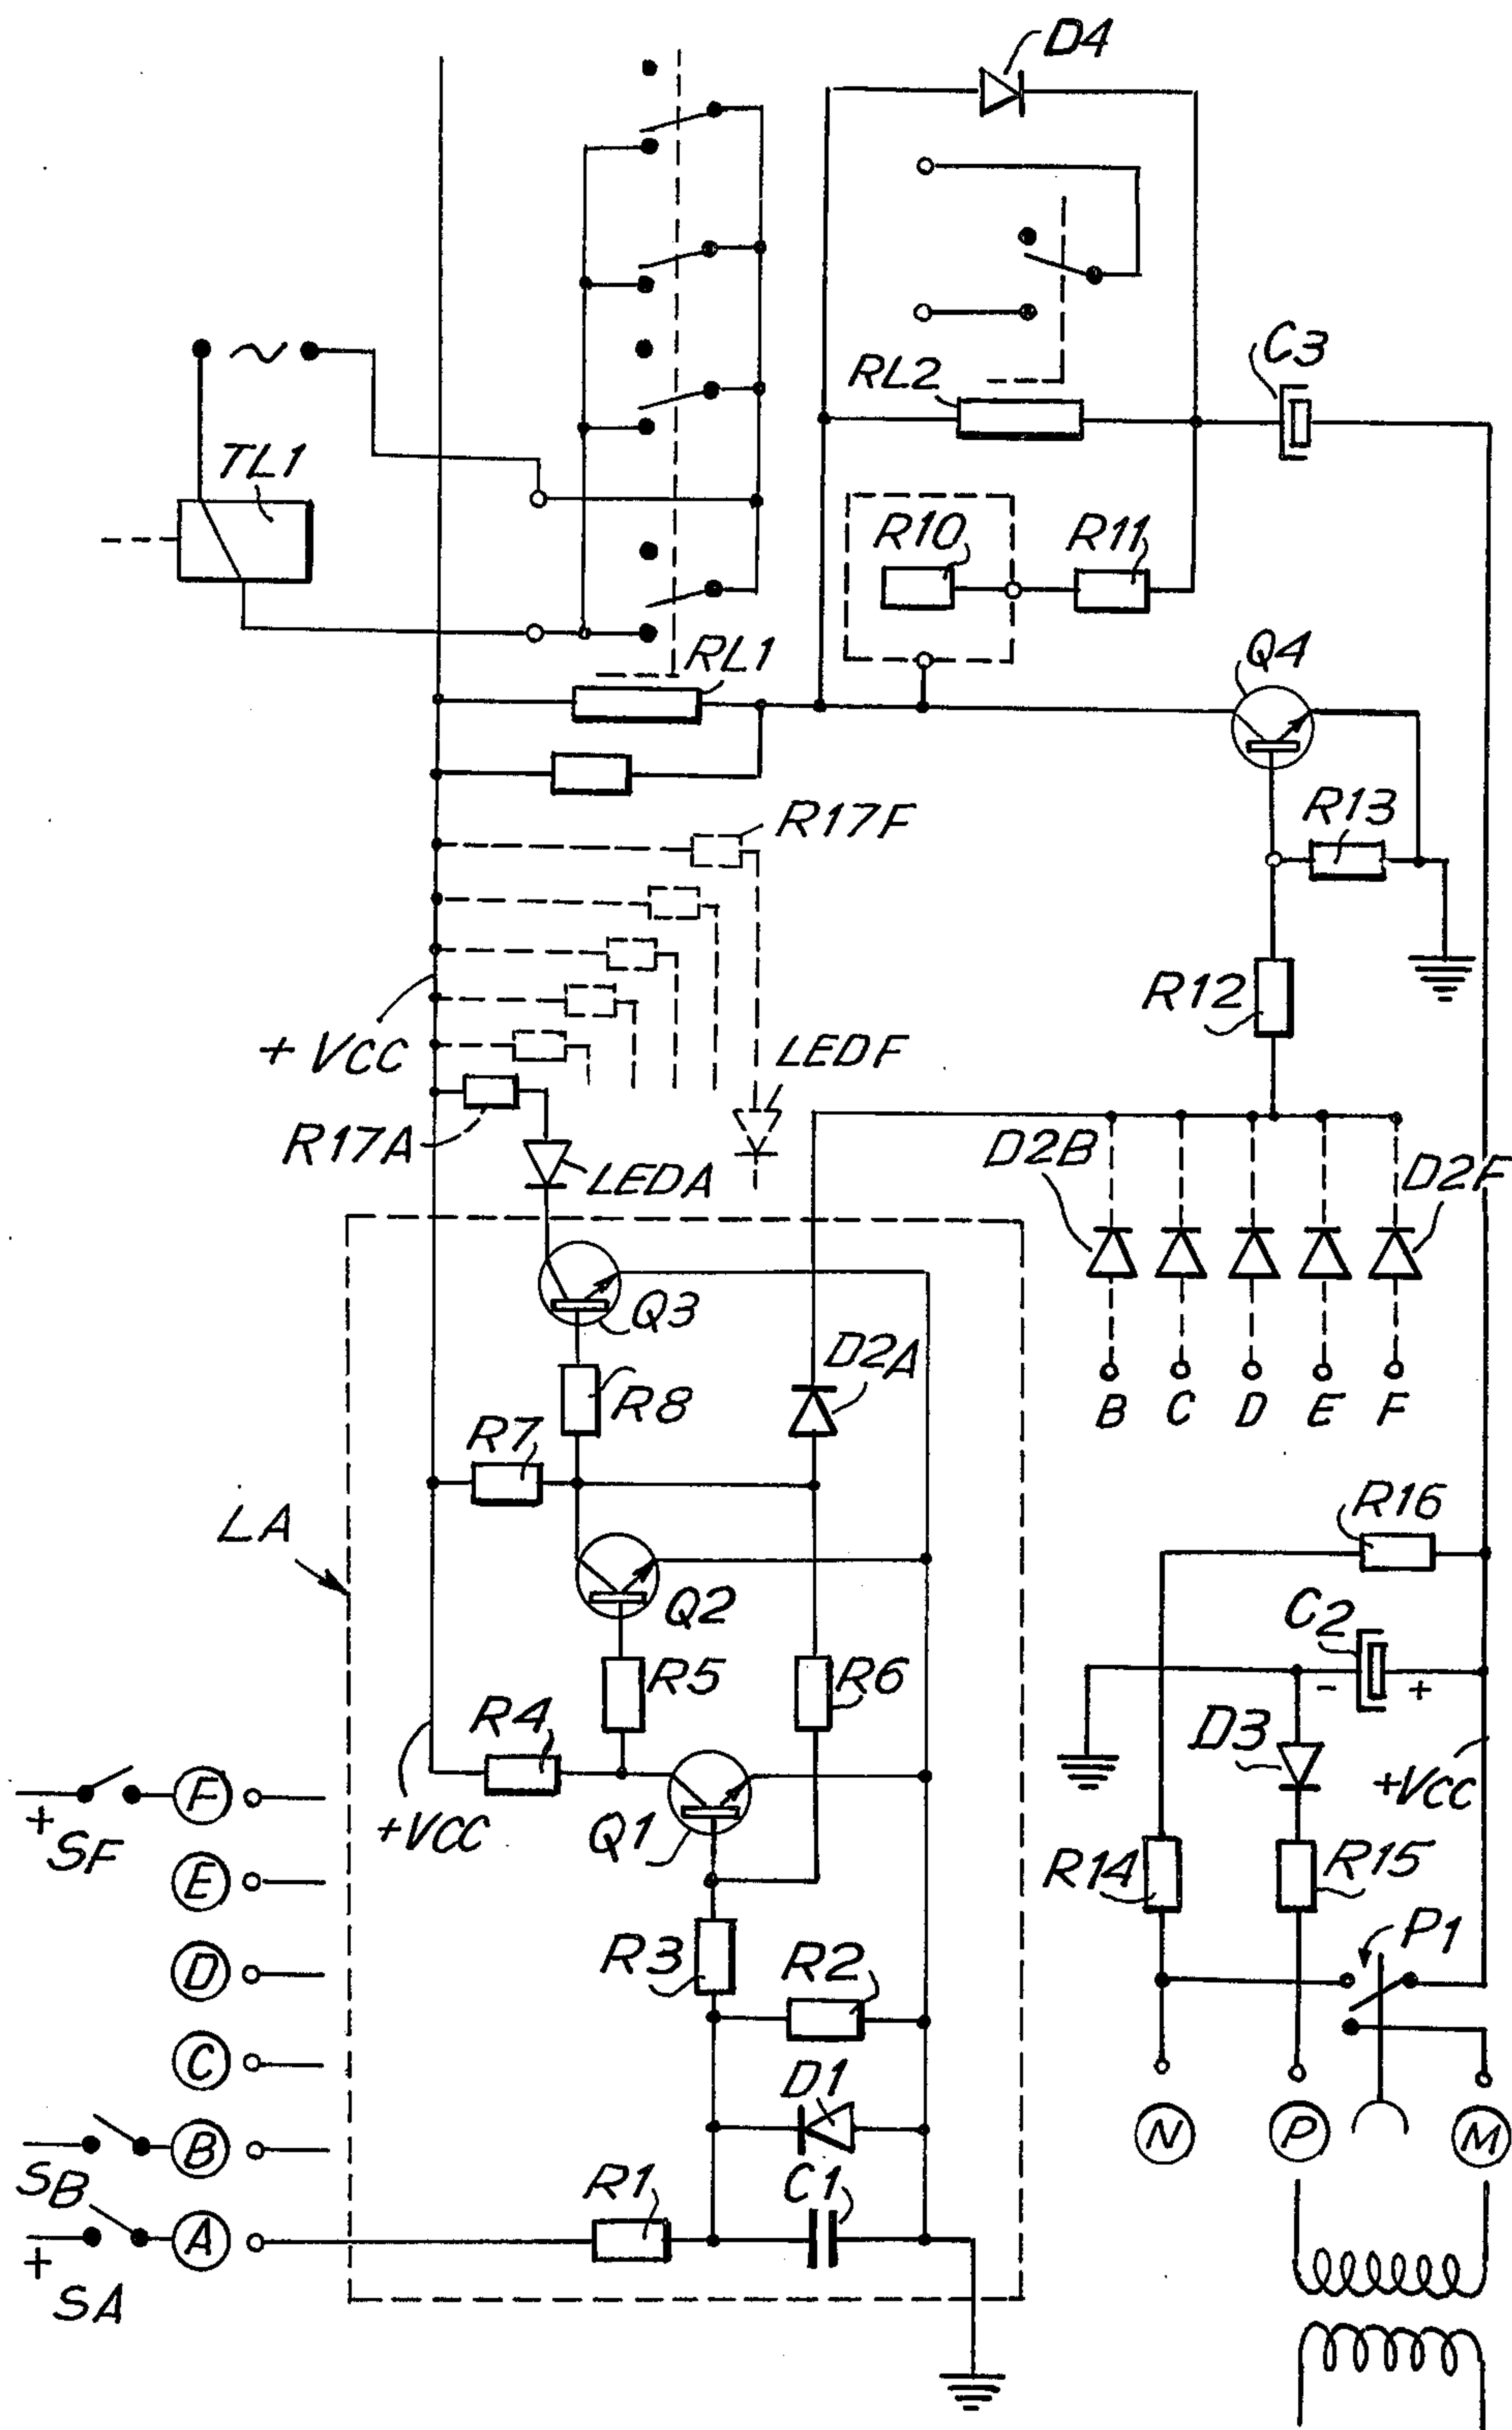 D4
C3
RL2
TL1
R10
R11
RL1
Q4
R17F
R13
R12
+VCC
LEDF
R17A
LEDA
D2B
D2F
Q3
D2A
R8
B C D E F
R7
R16
LA
Q2
C2
R5
R6
- +
R4
D3
+VCC
F
+
SF
+VCC
Q1
R14
R15
E
P1
R3
R2
D
C
D1
N
P
M
B
SB
R1
C1
A
+
SA